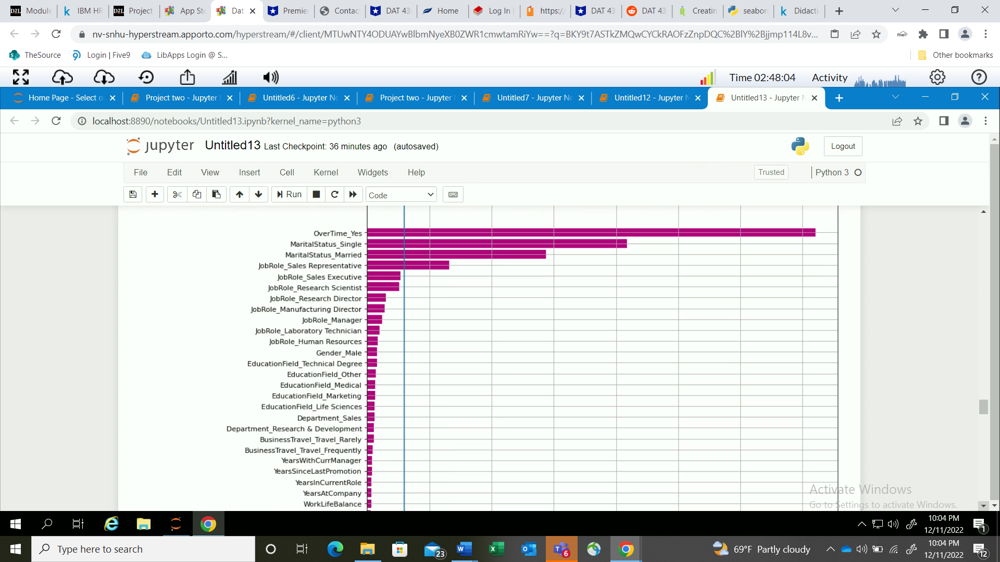 Module
IBM HR
Project
App Sto
Dat
Premie
Contac
DAT 43
Home
Log In
https:/
DAT 43
DAT 43
Creatin
seabor
Didacti
nv-snhu-hyperstream.apporto.com/hyperstream/#/client/MTUwNTY4ODUAYwBlbmNyeXB0ZWR1cmwtamRiYw==?q=BKY9t7ASTkZMQwCYCkRAOFzZnpDQC%2BlY%2Bjjmp114L8v...
TheSource
Login | Five9
LibApps Login @ S...
Other bookmarks
Time 02:48:04
Activity
Home Page - Select o
Project two - Jupyter
Untitled6 - Jupyter No
Project two - Jupyter
Untitled7 - Jupyter No
Untitled12 - Jupyter N
Untitled13 - Jupyter N
localhost:8890/notebooks/Untitled13.ipynb?kernel_name=python3
jupyter Untitled13 Last Checkpoint: 36 minutes ago (autosaved)
Logout
File Edit View Insert Cell Kernel Widgets Help
Trusted
Python 3
Run
Code
OverTime_Yes
MaritalStatus_Single
MaritalStatus_Married
JobRole_Sales Representative
JobRole_Sales Executive
JobRole_Research Scientist
JobRole_Research Director
JobRole_Manufacturing Director
JobRole_Manager
JobRole_Laboratory Technician
JobRole_Human Resources
Gender_Male
EducationField_Technical Degree
EducationField_Other
EducationField_Medical
EducationField_Marketing
EducationField_Life Sciences
Department_Sales
Department_Research & Development
BusinessTravel_Travel_Rarely
BusinessTravel_Travel_Frequently
YearsWithCurrManager
YearsSinceLastPromotion
YearsInCurrentRole
YearsAtCompany
WorkLifeBalance
Activate Windows
Go to Settings to activate Windows.
10:04 PM
12/11/2022
1
Type here to search
23
6
69°F Partly cloudy
10:04 PM
12/11/2022
12